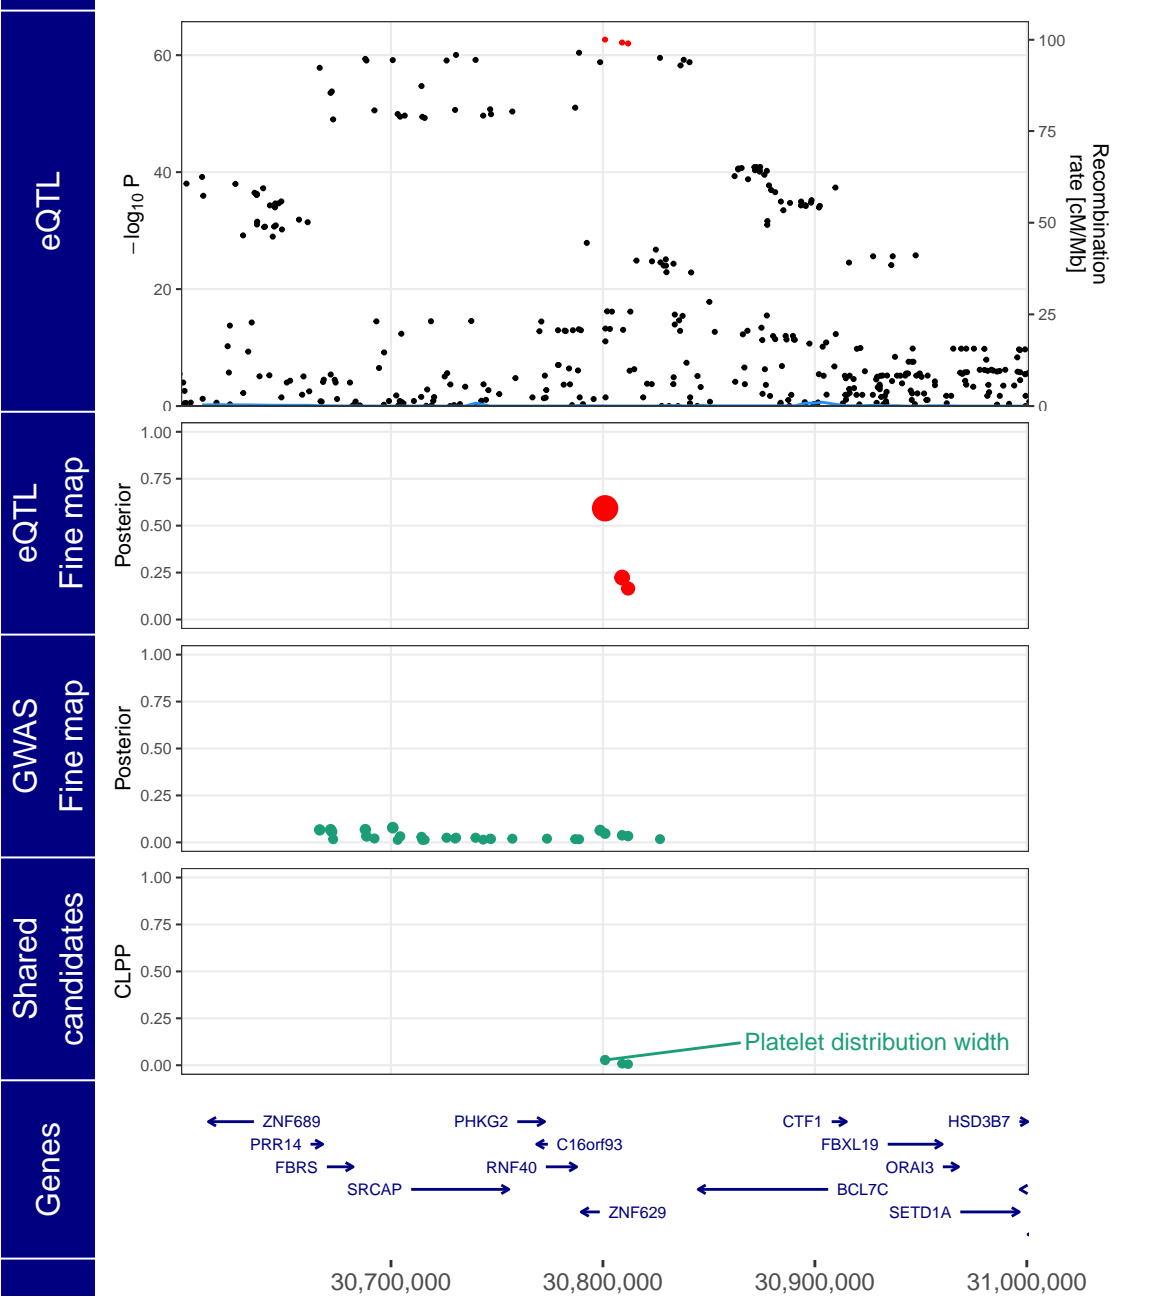 eQTL
60
40
20
0
−log10 P
100
75
50
25
0
Recombination
rate [cM/Mb]
eQTL
Fine map
1.00
0.75
0.50
0.25
0.00
Posterior
GWAS
Fine map
1.00
0.75
0.50
0.25
0.00
Posterior
Shared
candidates
1.00
0.75
0.50
0.25
0.00
CLPP
Platelet distribution width
Genes
ZNF689 PHKG2 CTF1 HSD3B7
PRR14 C16orf93 FBXL19
FBRS RNF40 ORAI3
SRCAP BCL7C
ZNF629 SETD1A
30,700,000 30,800,000 30,900,000 31,000,000